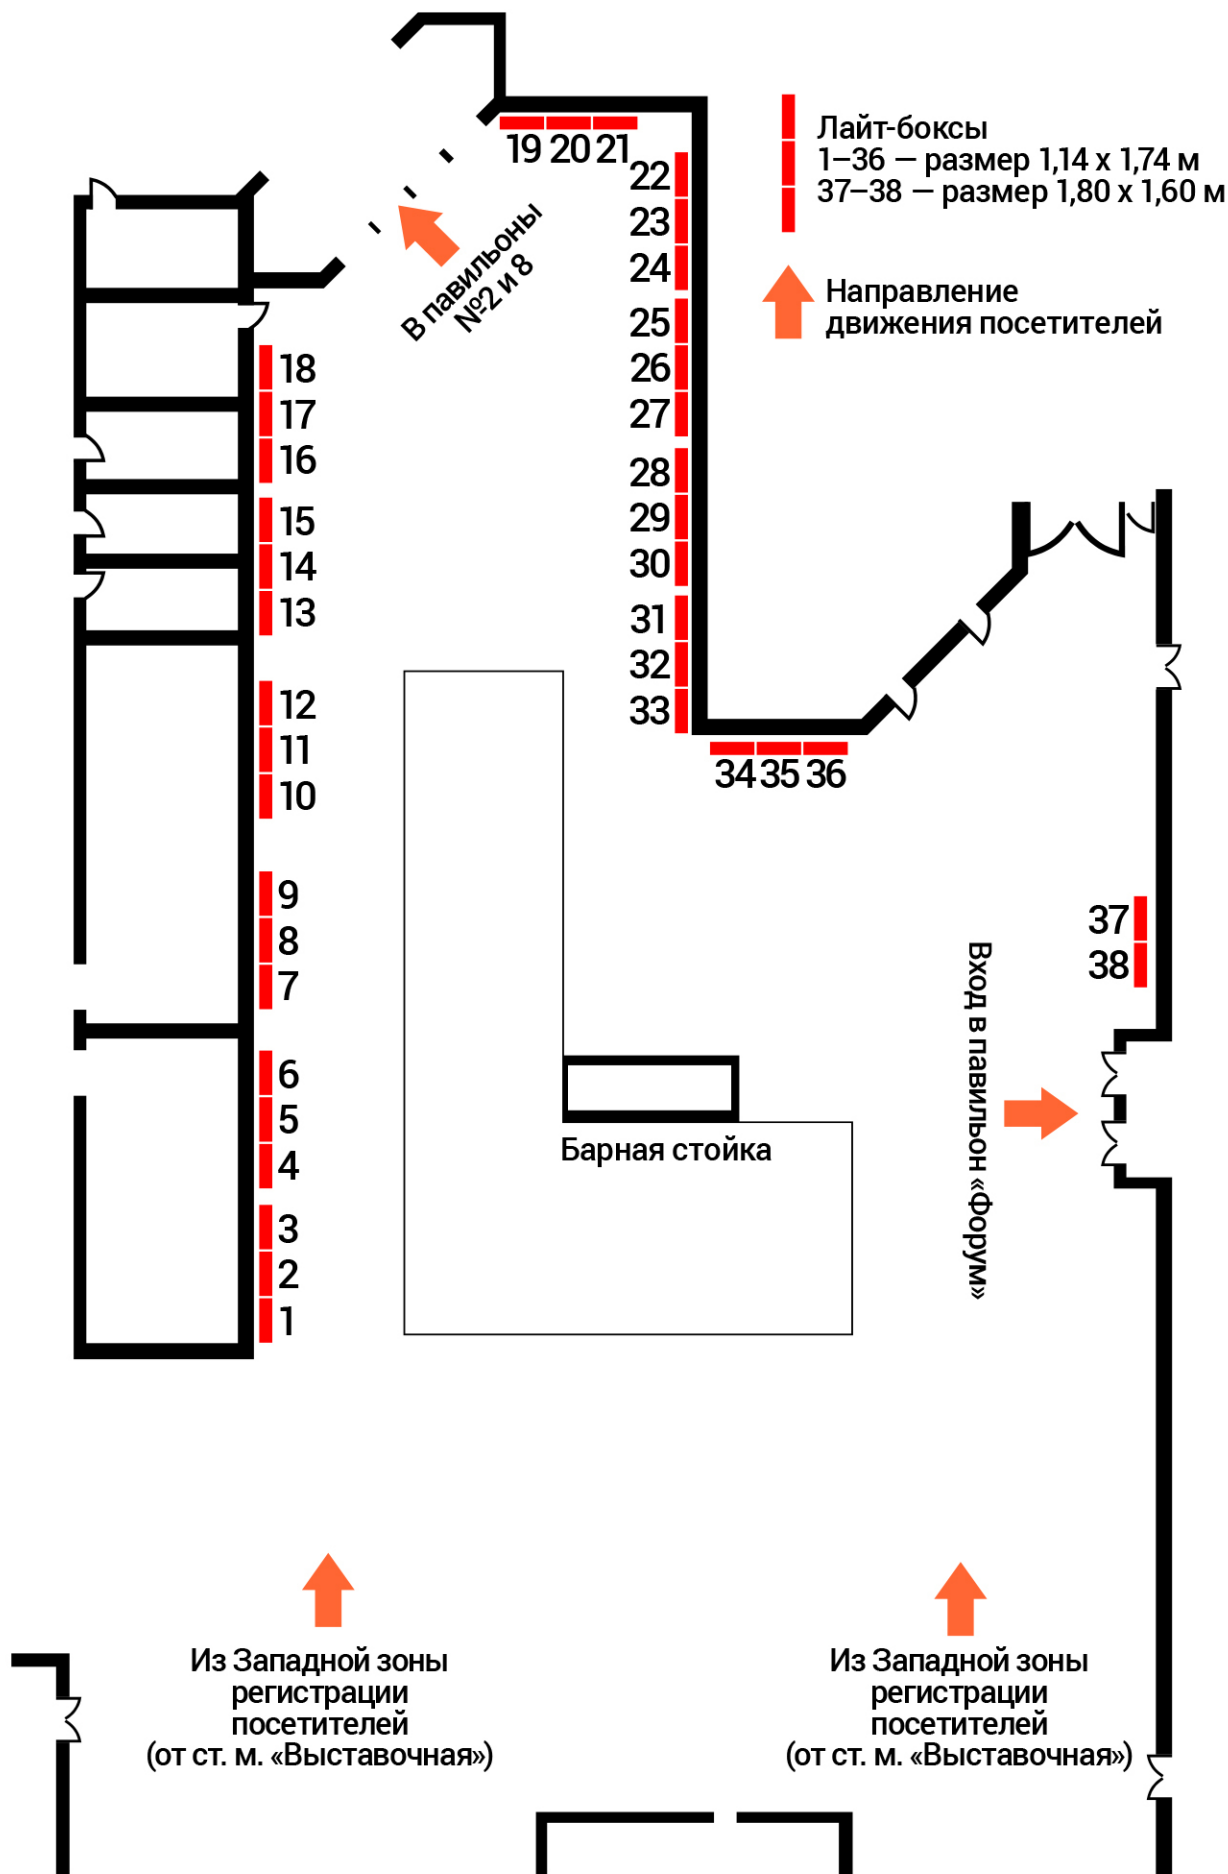 19 20 21
Лайт-боксы
1–36 — размер 1,14 х 1,74 м
37–38 — размер 1,80 х 1,60 м
Направление
движения посетителей
В павильоны
№2 и 8
22
23
24
25
26
27
28
29
30
31
32
33
34 35 36
18
17
16
15
14
13
12
11
10
9
8
7
6
5
4
3
2
1
37
38
Вход в павильон «Форум»
Барная стойка
Из Западной зоны
регистрации
посетителей
(от ст. м. «Выставочная»)
Из Западной зоны
регистрации
посетителей
(от ст. м. «Выставочная»)